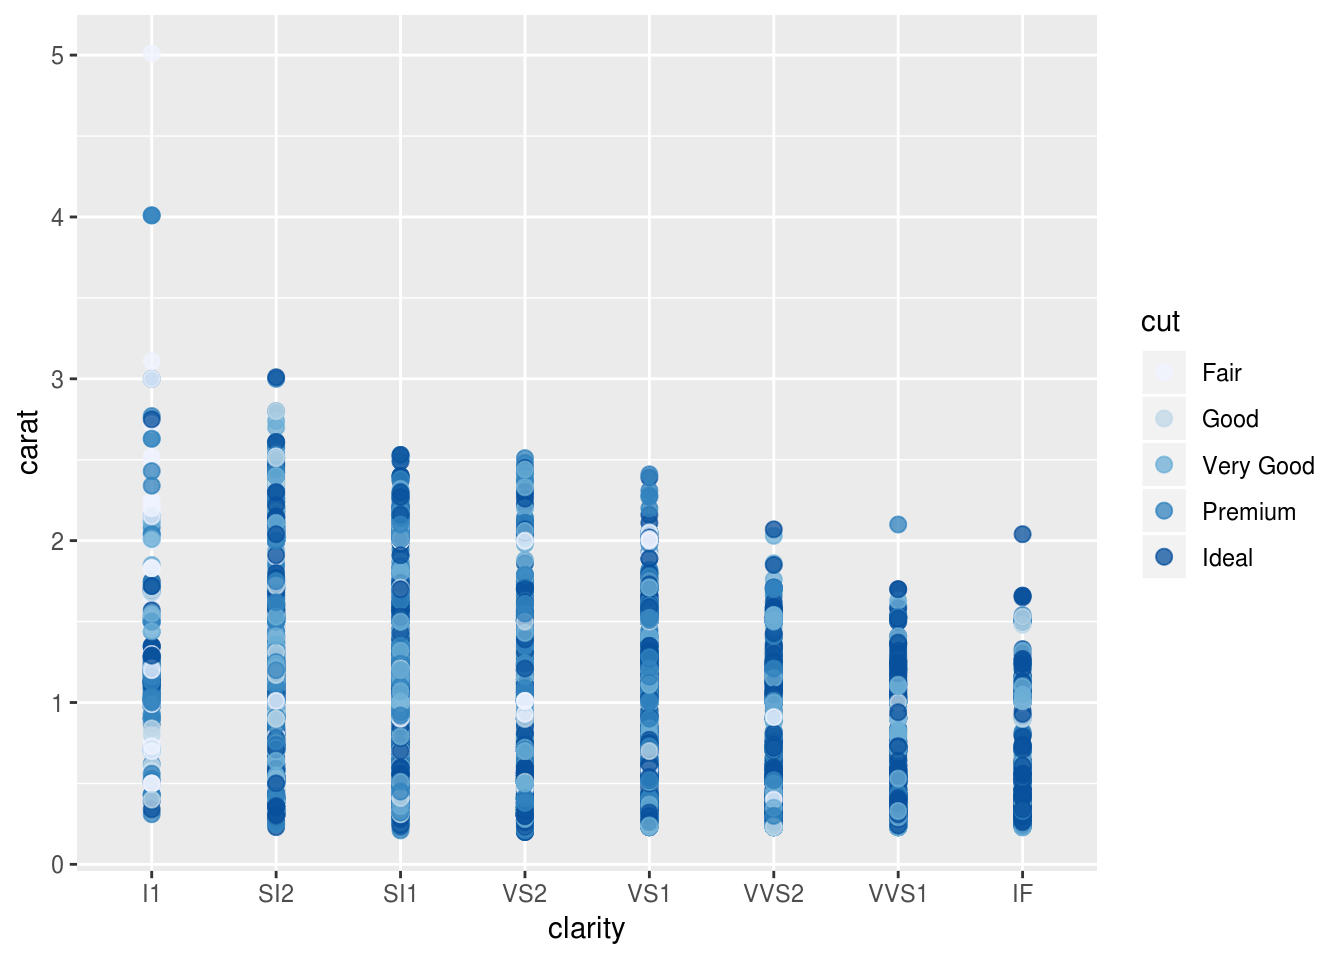 5
4
3
2
1
0
carat
I1 SI2 SI1 VS2 VS1 VVS2 VVS1 IF
clarity
cut
Fair
Good
Very Good
Premium
Ideal